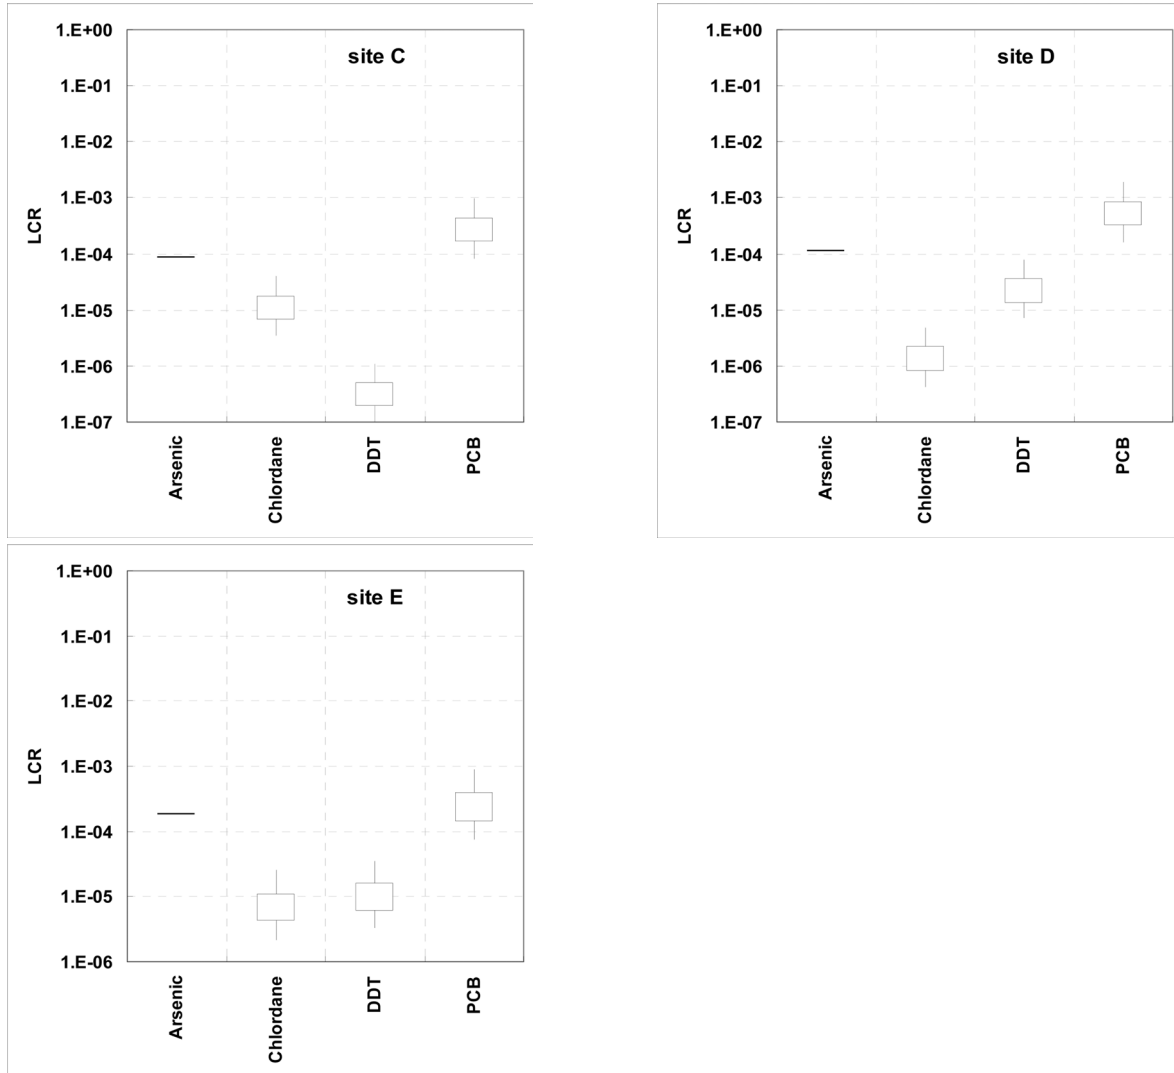 site C
1.E+00
1.E-01
1.E-02
1.E-03
1.E-04
1.E-05
1.E-06
1.E-07
LCR
Arsenic
Chlordane
DDT
PCB
site D
1.E+00
1.E-01
1.E-02
1.E-03
1.E-04
1.E-05
1.E-06
1.E-07
LCR
Arsenic
Chlordane
DDT
PCB
site E
1.E+00
1.E-01
1.E-02
1.E-03
1.E-04
1.E-05
1.E-06
LCR
Arsenic
Chlordane
DDT
PCB